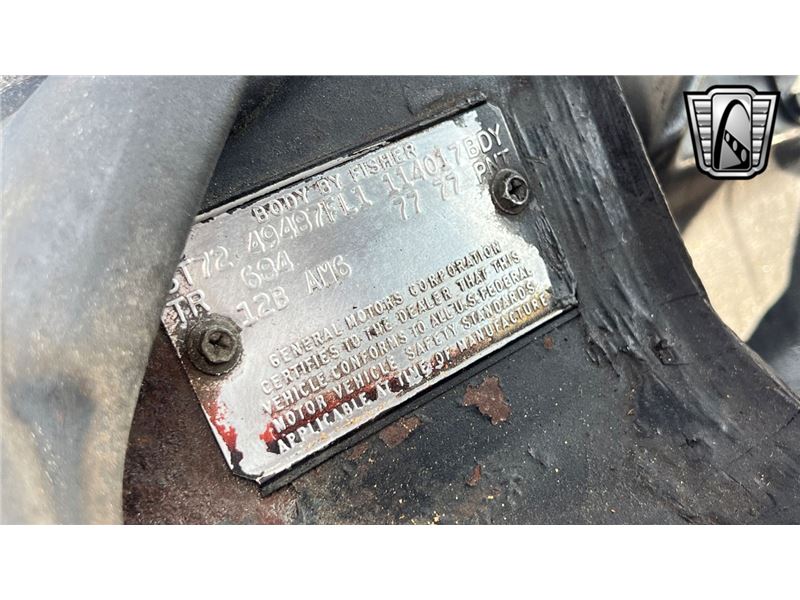 BODY BY FISHER
ST72 49487FL1 114017BDY
TR 694 77 77 PNT
12B AM6
GENERAL MOTORS CORPORATION
CERTIFIES TO THE DEALER THAT THIS
VEHICLE CONFORMS TO ALL U.S. FEDERAL
MOTOR VEHICLE SAFETY STANDARDS
APPLICABLE AT TIME OF MANUFACTURE